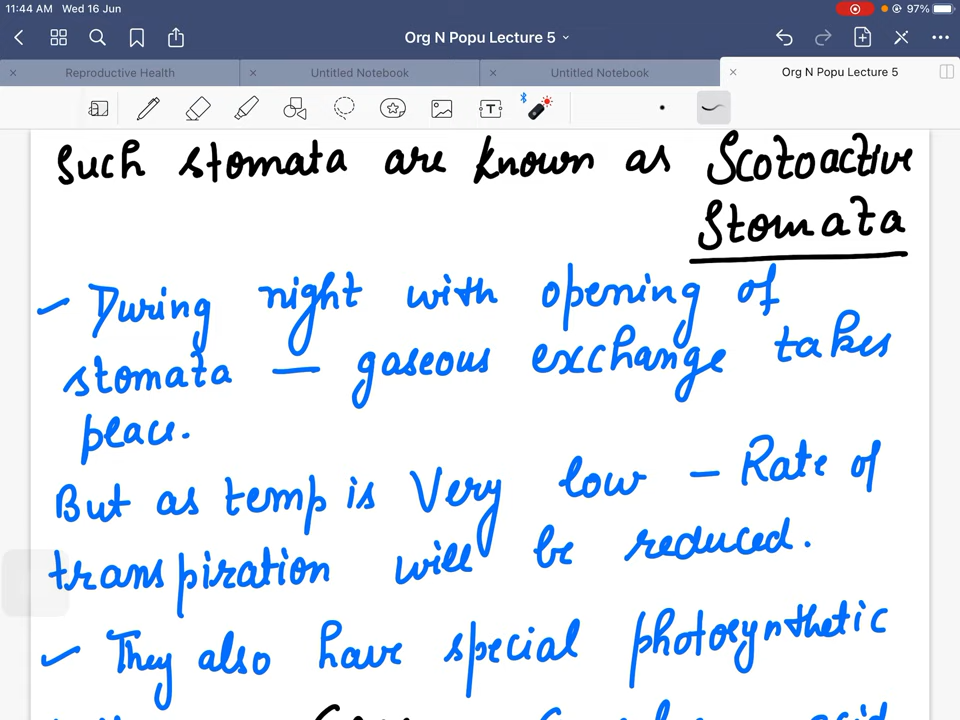 11:44 AM Wed 16 Jun
97%
Org N Popu Lecture 5
Reproductive Health
Untitled Notebook
Untitled Notebook
Org N Popu Lecture 5
Such stomata are known as Scotoactive
Stomata
During night with opening of
stomata — gaseous exchange takes
peace.
But as temp is Very low – Rate of
transpiration will be reduced.
They also have special photosynthetic